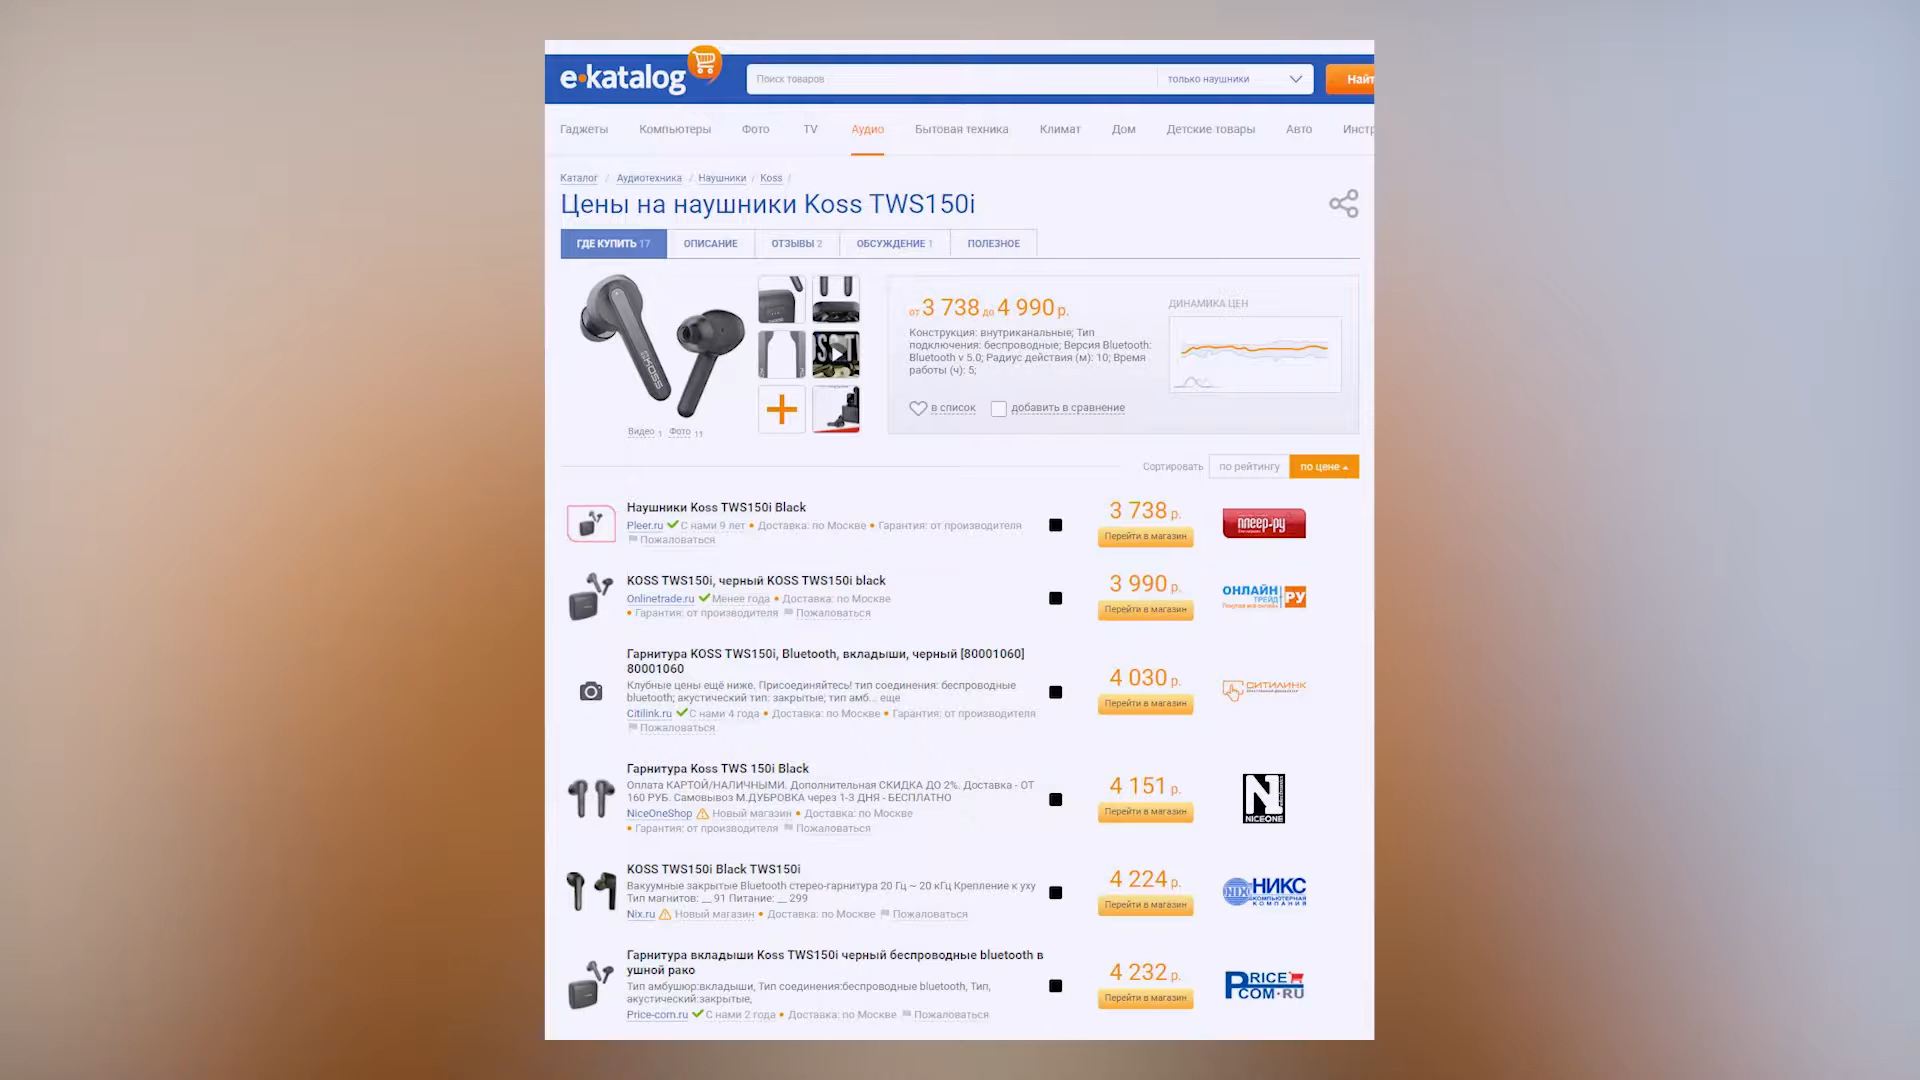 e·katalog
Поиск товаров
только наушники
Найт
Гаджеты Компьютеры Фото TV Аудио Бытовая техника Климат Дом Детские товары Авто Инстр
Каталог / Аудиотехника / Наушники / Koss /
Цены на наушники Koss TWS150i
ГДЕ КУПИТЬ 17 ОПИСАНИЕ ОТЗЫВЫ 2 ОБСУЖДЕНИЕ 1 ПОЛЕЗНОЕ
KOSS
Видео 1 Фото 11
от 3 738 до 4 990 р.
Конструкция: внутриканальные; Тип
подключения: беспроводные; Версия Bluetooth:
Bluetooth v 5.0; Радиус действия (м): 10; Время
работы (ч): 5;
в список добавить в сравнение
ДИНАМИКА ЦЕН
Сортировать по рейтингу по цене
Наушники Koss TWS150i Black
Pleer.ru С нами 9 лет • Доставка: по Москве • Гарантия: от производителя
Пожаловаться
3 738 р.
Перейти в магазин
плеер.ру
KOSS TWS150i, черный KOSS TWS150i black
Onlinetrade.ru Менее года • Доставка: по Москве
• Гарантия: от производителя Пожаловаться
3 990 р.
Перейти в магазин
ОНЛАЙН
ТРЕЙД
РУ
Гарнитура KOSS TWS150i, Bluetooth, вкладыши, черный [80001060]
80001060
Клубные цены ещё ниже. Присоединяйтесь! тип соединения: беспроводные
bluetooth; акустический тип: закрытые; тип амб... еще
Citilink.ru С нами 4 года • Доставка: по Москве • Гарантия: от производителя
Пожаловаться
4 030 р.
Перейти в магазин
СИТИЛИНК
Гарнитура Koss TWS 150i Black
Оплата КАРТОЙ/НАЛИЧНЫМИ. Дополнительная СКИДКА ДО 2%. Доставка - ОТ
160 РУБ. Самовывоз М.ДУБРОВКА через 1-3 ДНЯ - БЕСПЛАТНО
NiceOneShop Новый магазин • Доставка: по Москве
• Гарантия: от производителя Пожаловаться
4 151 р.
Перейти в магазин
N
NICEONE
KOSS TWS150i Black TWS150i
Вакуумные закрытые Bluetooth стерео-гарнитура 20 Гц ~ 20 кГц Крепление к уху
Тип магнитов: __ 91 Питание: __ 299
Nix.ru Новый магазин • Доставка: по Москве Пожаловаться
4 224 р.
Перейти в магазин
NIX НИКС
КОМПЬЮТЕРНАЯ
КОМПАНИЯ
Гарнитура вкладыши Koss TWS150i черный беспроводные bluetooth в
ушной рако
Тип амбушюр:вкладыши, Тип соединения:беспроводные bluetooth, Тип,
акустический:закрытые,
Price-com.ru С нами 2 года • Доставка: по Москве Пожаловаться
4 232 р.
Перейти в магазин
PRICE
COM.RU